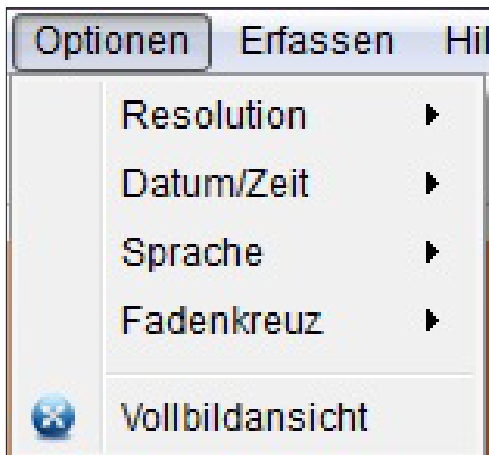 Optionen Erfassen Hil
Resolution
Datum/Zeit
Sprache
Fadenkreuz
Vollbildansicht